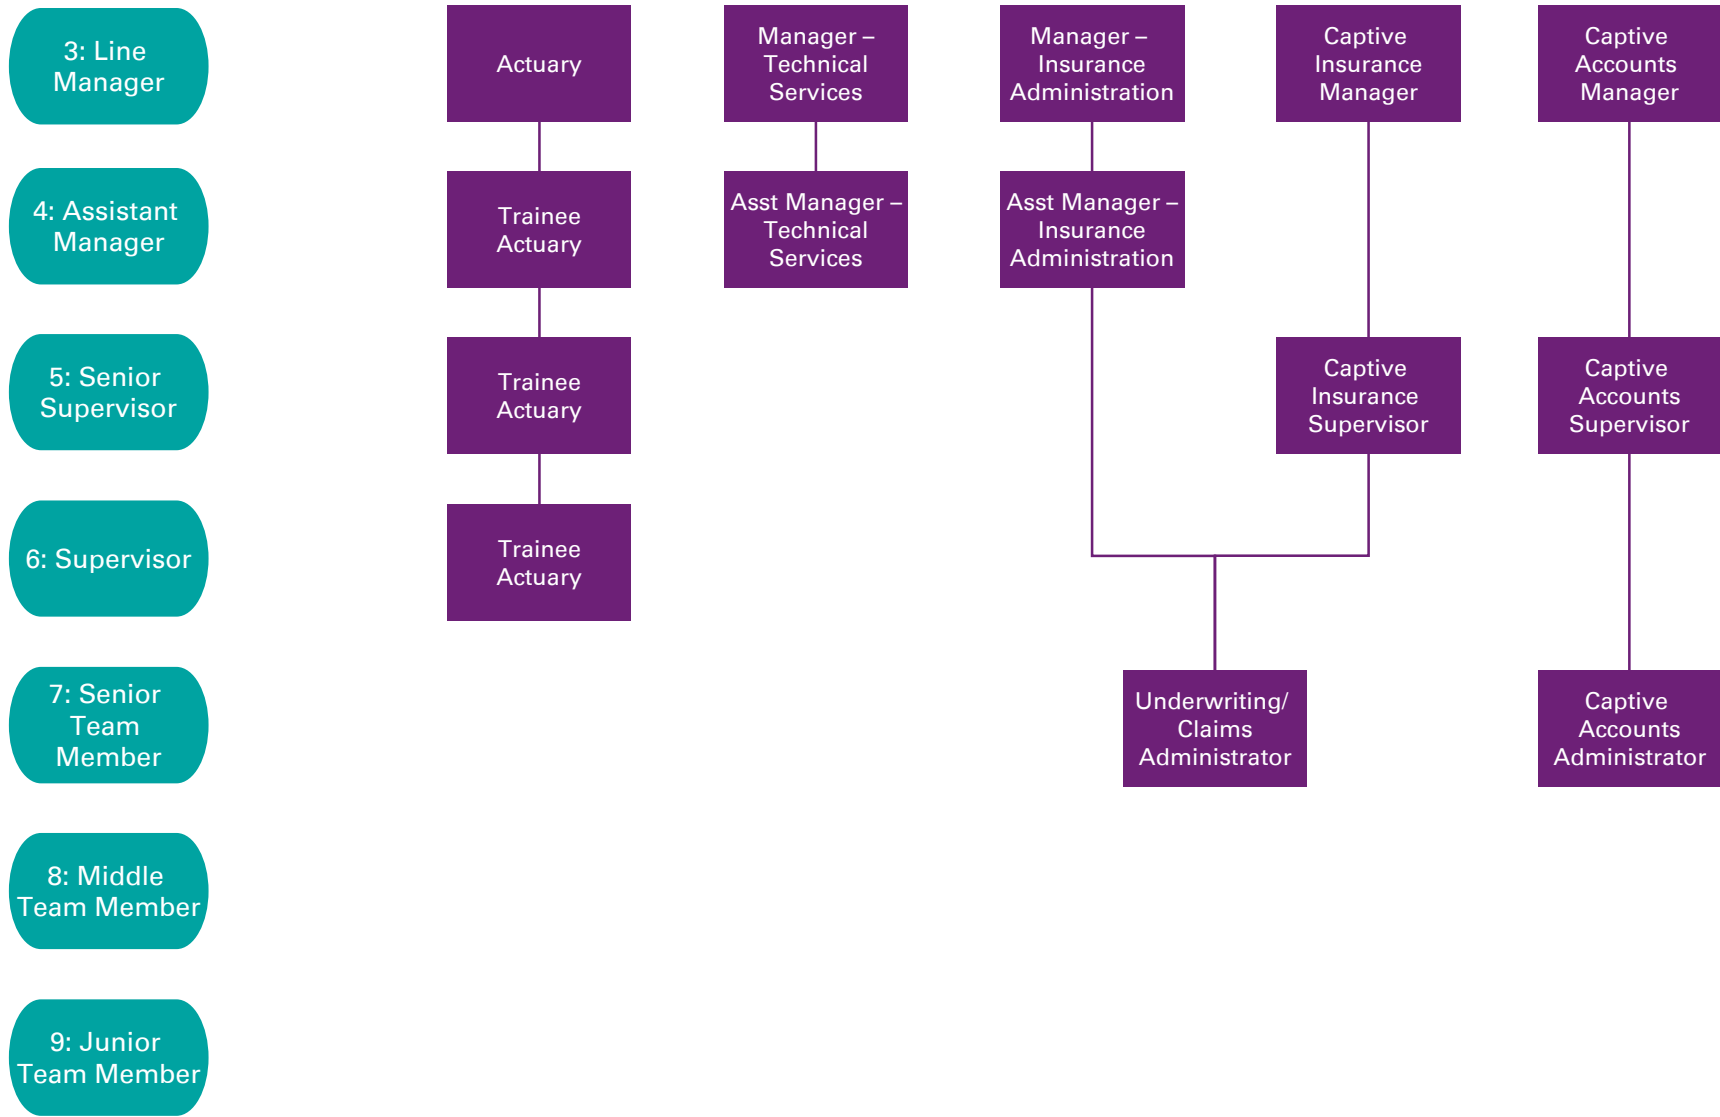 3: Line
Manager
Actuary
Manager –
Technical
Services
Manager –
Insurance
Administration
Captive
Insurance
Manager
Captive
Accounts
Manager
4: Assistant
Manager
Trainee
Actuary
Asst Manager –
Technical
Services
Asst Manager –
Insurance
Administration
5: Senior
Supervisor
Trainee
Actuary
Captive
Insurance
Supervisor
Captive
Accounts
Supervisor
6: Supervisor
Trainee
Actuary
7: Senior
Team
Member
Underwriting/
Claims
Administrator
Captive
Accounts
Administrator
8: Middle
Team Member
9: Junior
Team Member